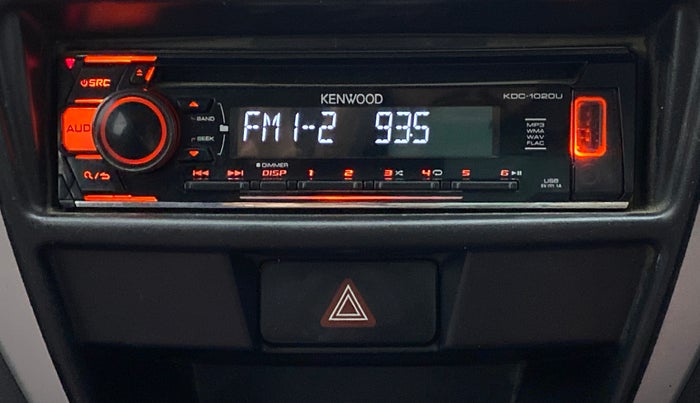 SRC
KENWOOD
KDC-1020U
AUD
BAND
SEEK
FM1-2 935
MP3
WMA
WAV
FLAC
DIMMER
DISP 1 2 3 4 5 6
USB